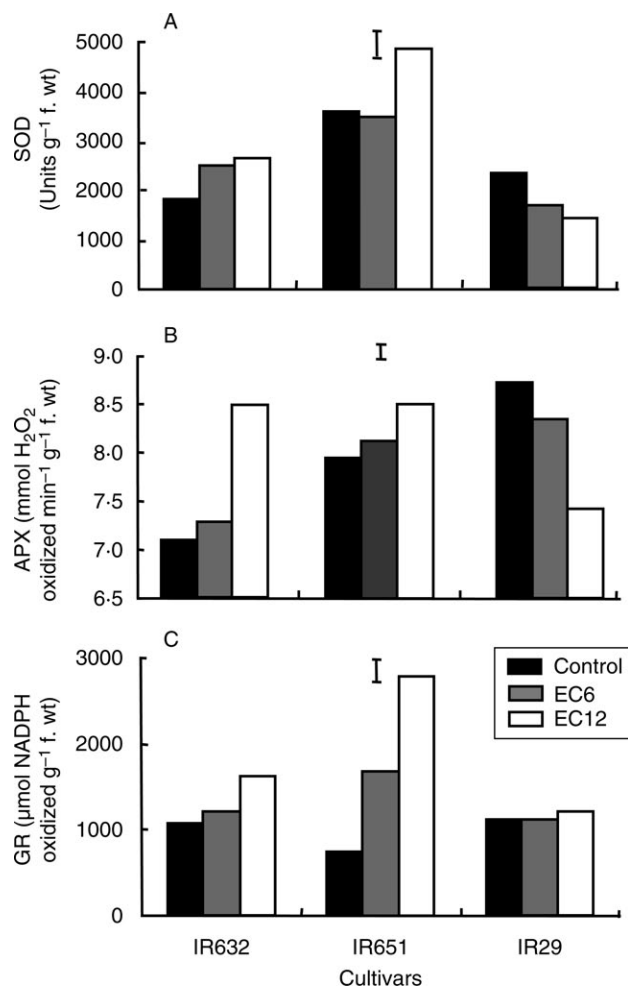 A
SOD
(Units g⁻¹ f. wt)
5000
4000
3000
2000
1000
0
B
APX (mmol H₂O₂
oxidized min⁻¹ g⁻¹ f. wt)
9·0
8·5
8·0
7·5
7·0
6·5
C
GR (µmol NADPH
oxidized g⁻¹ f. wt)
3000
2000
1000
0
Control
EC6
EC12
IR632 IR651 IR29
Cultivars